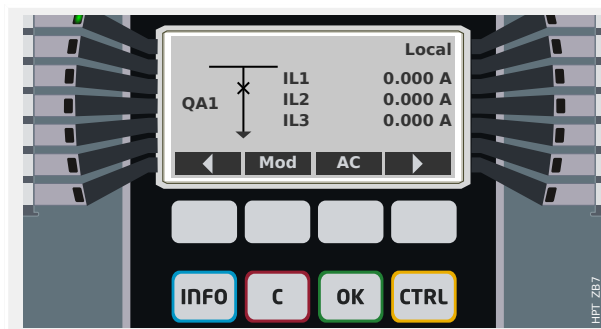 Local
IL1 0.000 A
QA1 IL2 0.000 A
IL3 0.000 A
Mod AC
INFO C OK CTRL
HPT ZB7